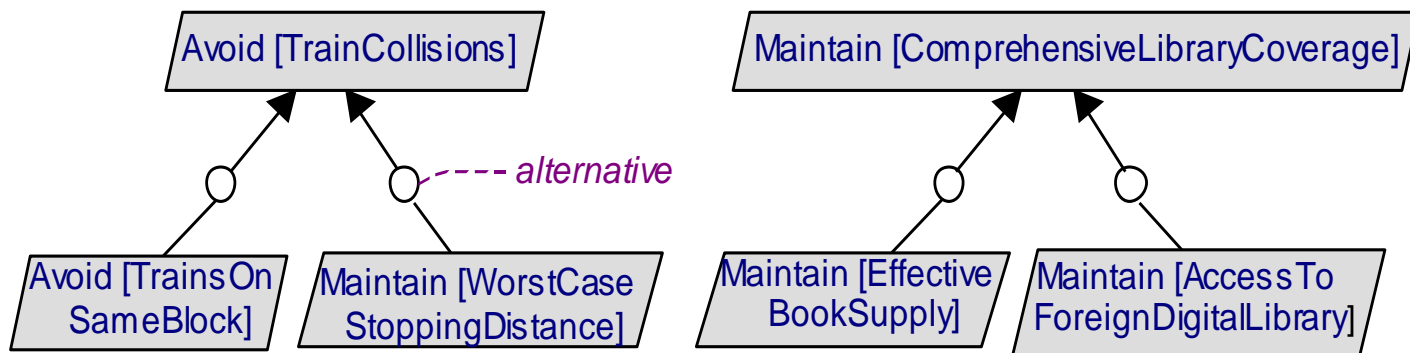 Avoid [TrainCollisions]
Maintain [ComprehensiveLibraryCoverage]
alternative
Avoid [TrainsOn
SameBlock]
Maintain [WorstCase
StoppingDistance]
Maintain [Effective
BookSupply]
Maintain [AccessTo
ForeignDigitalLibrary]